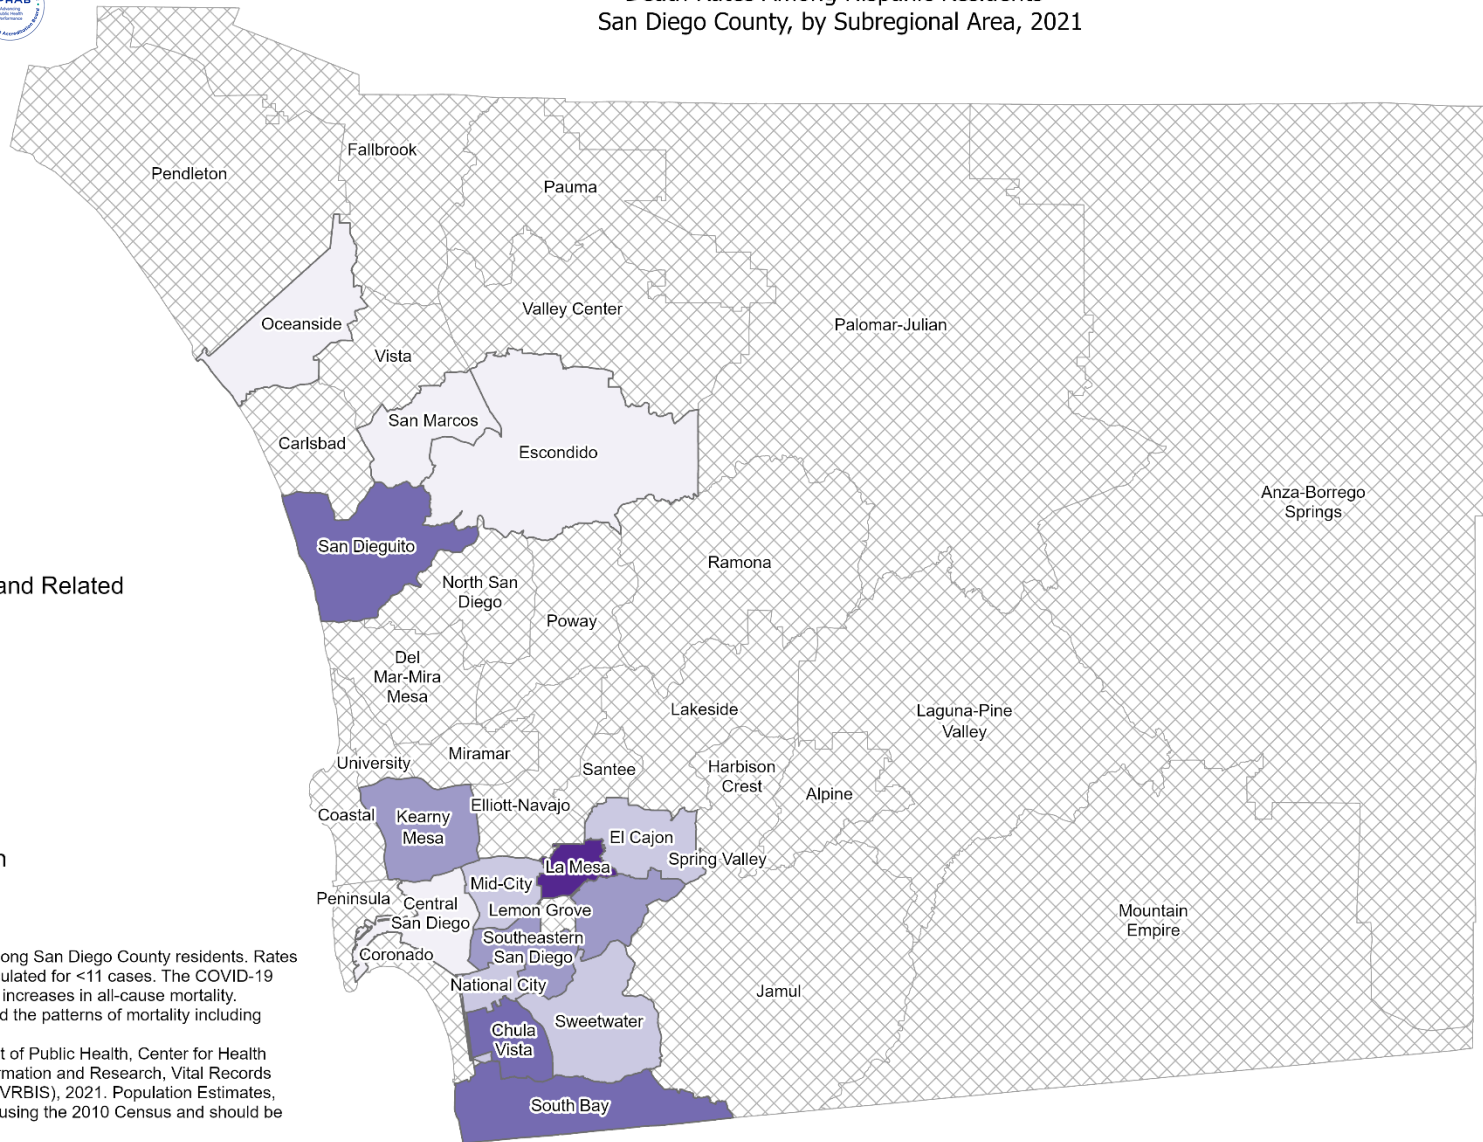 San Diego County, by Subregional Area, 2021
Pendleton
Fallbrook
Pauma
Oceanside
Valley Center
Palomar-Julian
Vista
San Marcos
Carlsbad
Escondido
Anza-Borrego
Springs
San Dieguito
Ramona
North San
Diego
and Related
Poway
Del
Mar-Mira
Mesa
Lakeside
Laguna-Pine
Valley
Miramar
University
Santee
Harbison
Crest
Alpine
Elliott-Navajo
Coastal
Kearny
Mesa
El Cajon
Spring Valley
La Mesa
Mid-City
Peninsula
Central
San Diego
Lemon Grove
Mountain
Empire
Southeastern
San Diego
Coronado
National City
Jamul
Sweetwater
Chula
Vista
South Bay
n
ong San Diego County residents. Rates
ulated for <11 cases. The COVID-19
increases in all-cause mortality.
d the patterns of mortality including
t of Public Health, Center for Health
rmation and Research, Vital Records
VRBIS), 2021. Population Estimates,
using the 2010 Census and should be